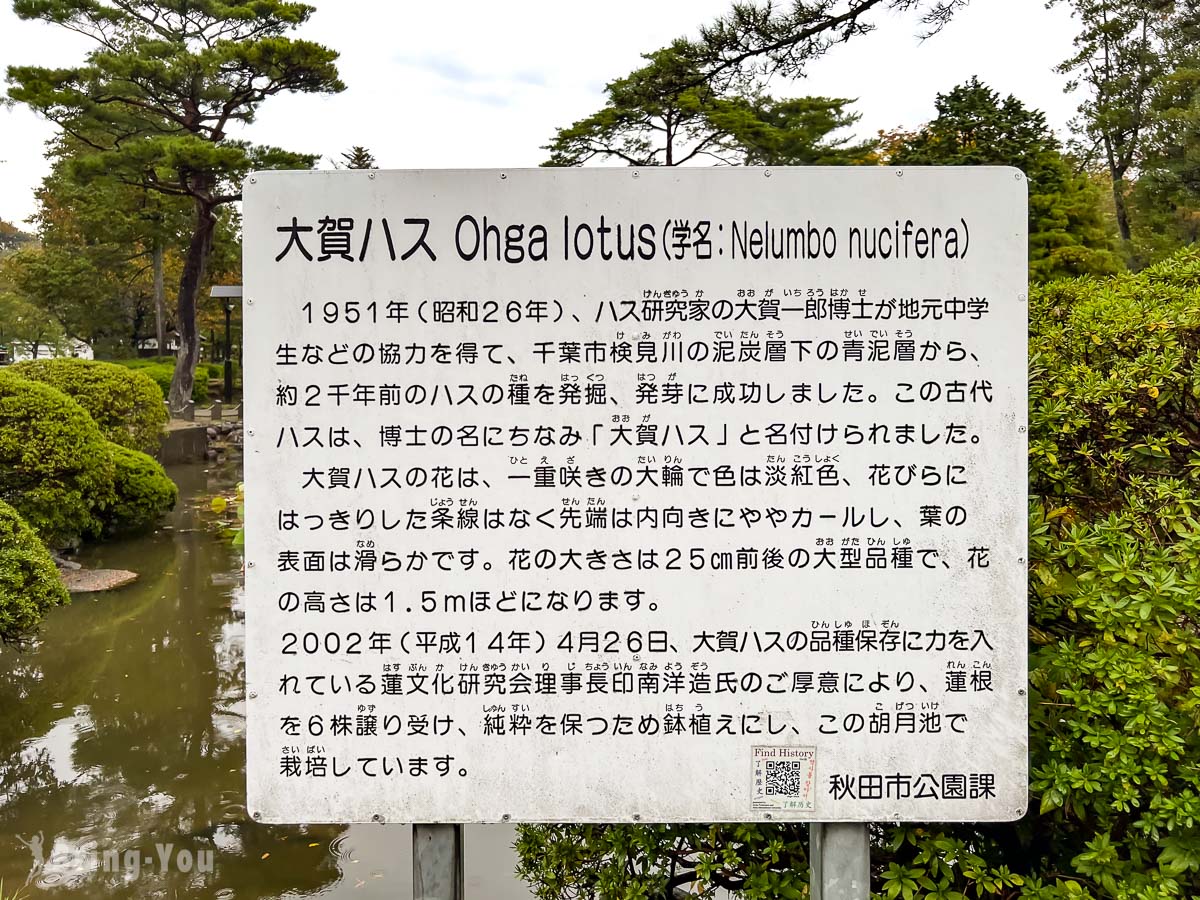 大賀ハス Ohga lotus(学名:Nelumbo nucifera)
1951年(昭和26年)、ハス研究家の大賀一郎博士が地元中学
生などの協力を得て、千葉市検見川の泥炭層下の青泥層から、
約2千年前のハスの種を発掘、発芽に成功しました。この古代
ハスは、博士の名にちなみ「大賀ハス」と名付けられました。
大賀ハスの花は、一重咲きの大輪で色は淡紅色、花びらに
はっきりした条線はなく先端は内向きにややカールし、葉の
表面は滑らかです。花の大きさは25㎝前後の大型品種で、花
の高さは1.5mほどになります。
2002年(平成14年)4月26日、大賀ハスの品種保存に力を入
れている蓮文化研究会理事長印南洋造氏のご厚意により、蓮根
を6株譲り受け、純粋を保つため鉢植えにし、この胡月池で
栽培しています。
Find History
了解歴史
了解历史
秋田市公園課
ing-You